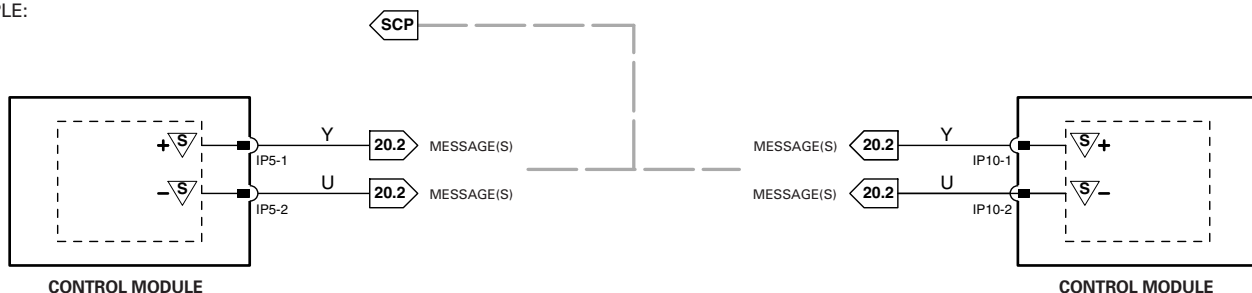 PLE:
SCP
+ S
Y
20.2
MESSAGE(S)
IP5-1
– S
U
20.2
MESSAGE(S)
IP5-2
CONTROL MODULE
MESSAGE(S)
20.2
Y
S +
IP10-1
MESSAGE(S)
20.2
U
S –
IP10-2
CONTROL MODULE